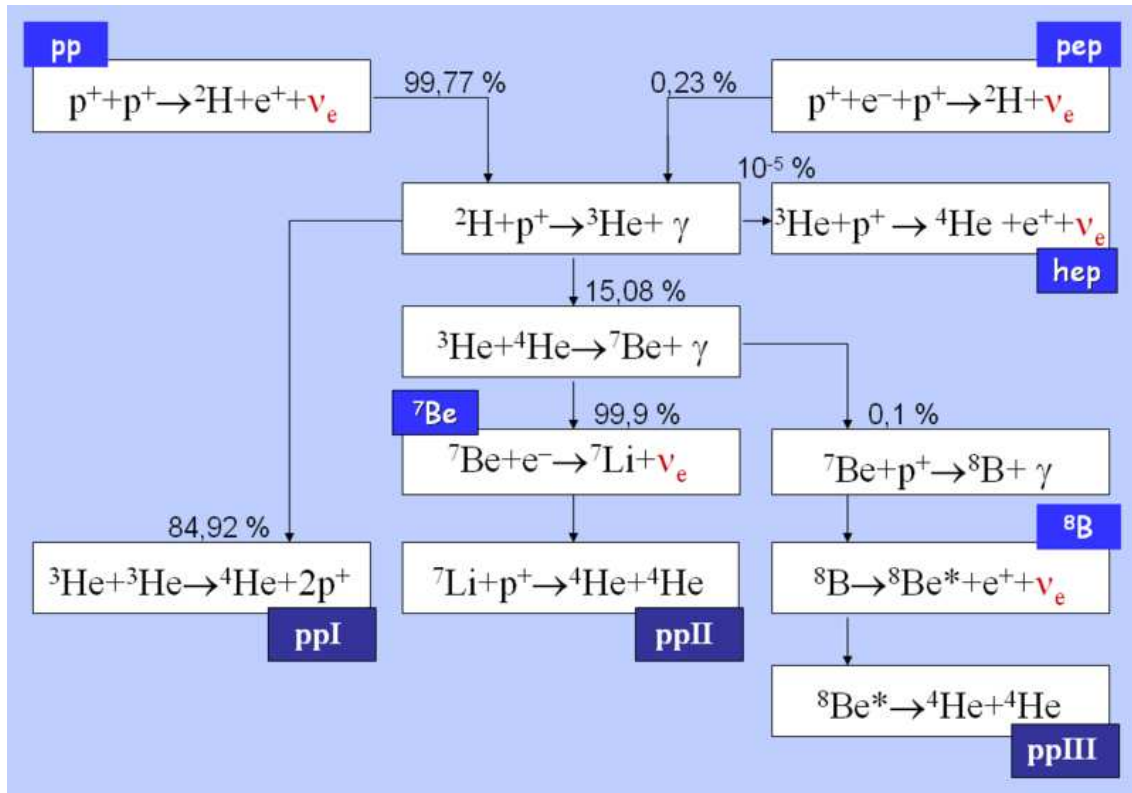 pp
pep
p⁺+p⁺→²H+e⁺+νₑ
99,77 %
0,23 %
p⁺+e⁻+p⁺→²H+νₑ
10⁻⁵ %
²H+p⁺→³He+ γ
³He+p⁺→ ⁴He +e⁺+νₑ
hep
15,08 %
³He+⁴He→⁷Be+ γ
⁷Be
99,9 %
0,1 %
⁷Be+e⁻→⁷Li+νₑ
⁷Be+p⁺→⁸B+ γ
84,92 %
⁸B
³He+³He→⁴He+2p⁺
⁷Li+p⁺→⁴He+⁴He
⁸B→⁸Be*+e⁺+νₑ
ppI
ppII
⁸Be*→⁴He+⁴He
ppIII